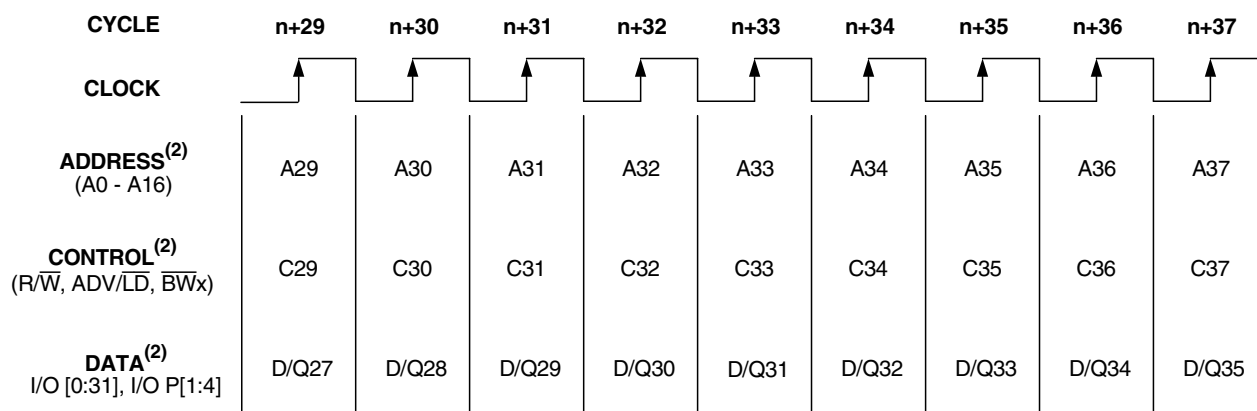 CYCLE n+29 n+30 n+31 n+32 n+33 n+34 n+35 n+36 n+37
CLOCK
ADDRESS(2) A29 A30 A31 A32 A33 A34 A35 A36 A37
(A0 - A16)
CONTROL(2) C29 C30 C31 C32 C33 C34 C35 C36 C37
(R/W̅, ADV/L̅D̅, B̅W̅x)
DATA(2) D/Q27 D/Q28 D/Q29 D/Q30 D/Q31 D/Q32 D/Q33 D/Q34 D/Q35
I/O [0:31], I/O P[1:4]